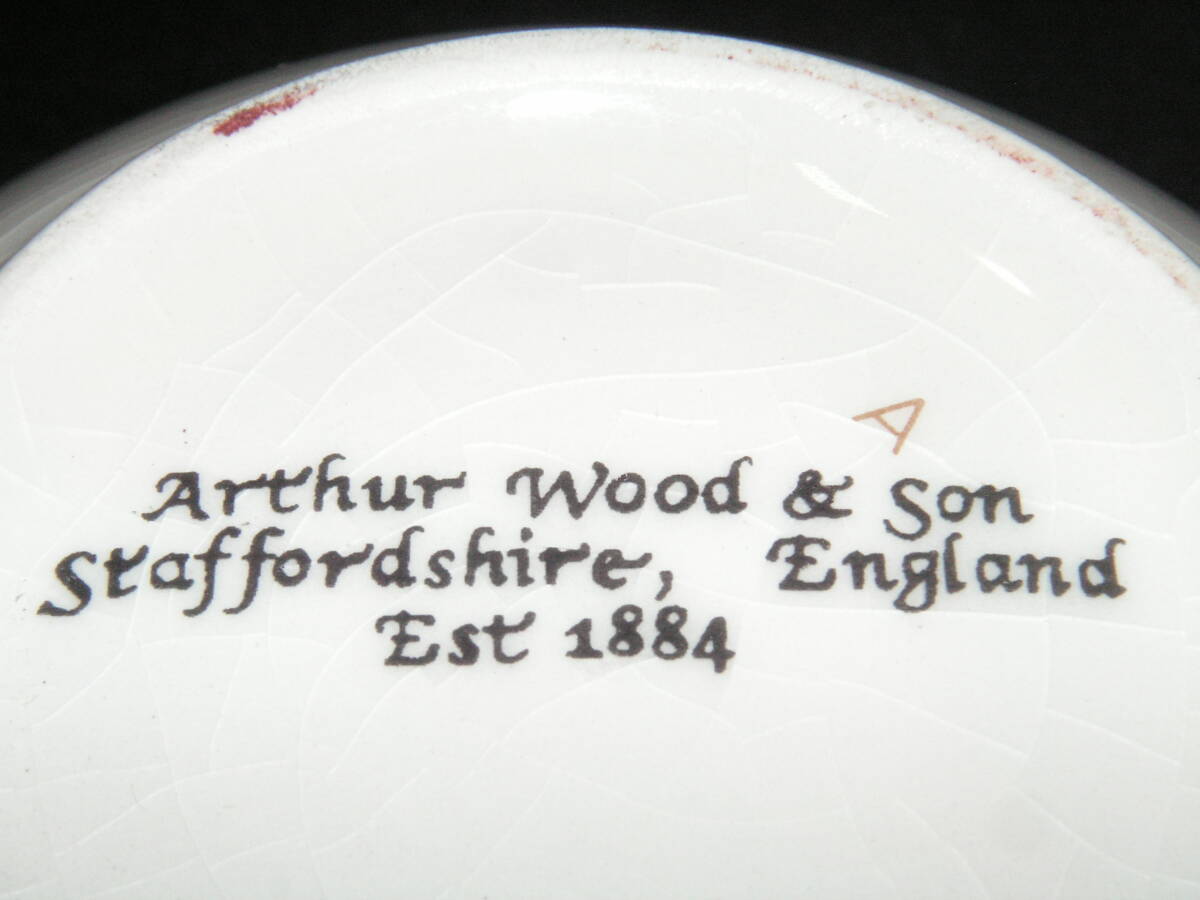 A
Arthur Wood & Son
Staffordshire, England
Est 1884